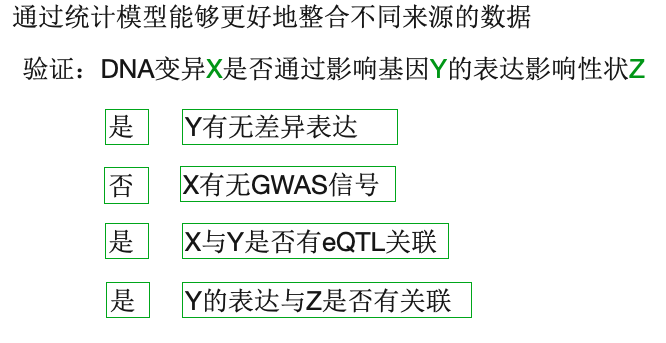 通过统计模型能够更好地整合不同来源的数据
验证：DNA变异X是否通过影响基因Y的表达影响性状Z
是 Y有无差异表达
否 X有无GWAS信号
是 X与Y是否有eQTL关联
是 Y的表达与Z是否有关联